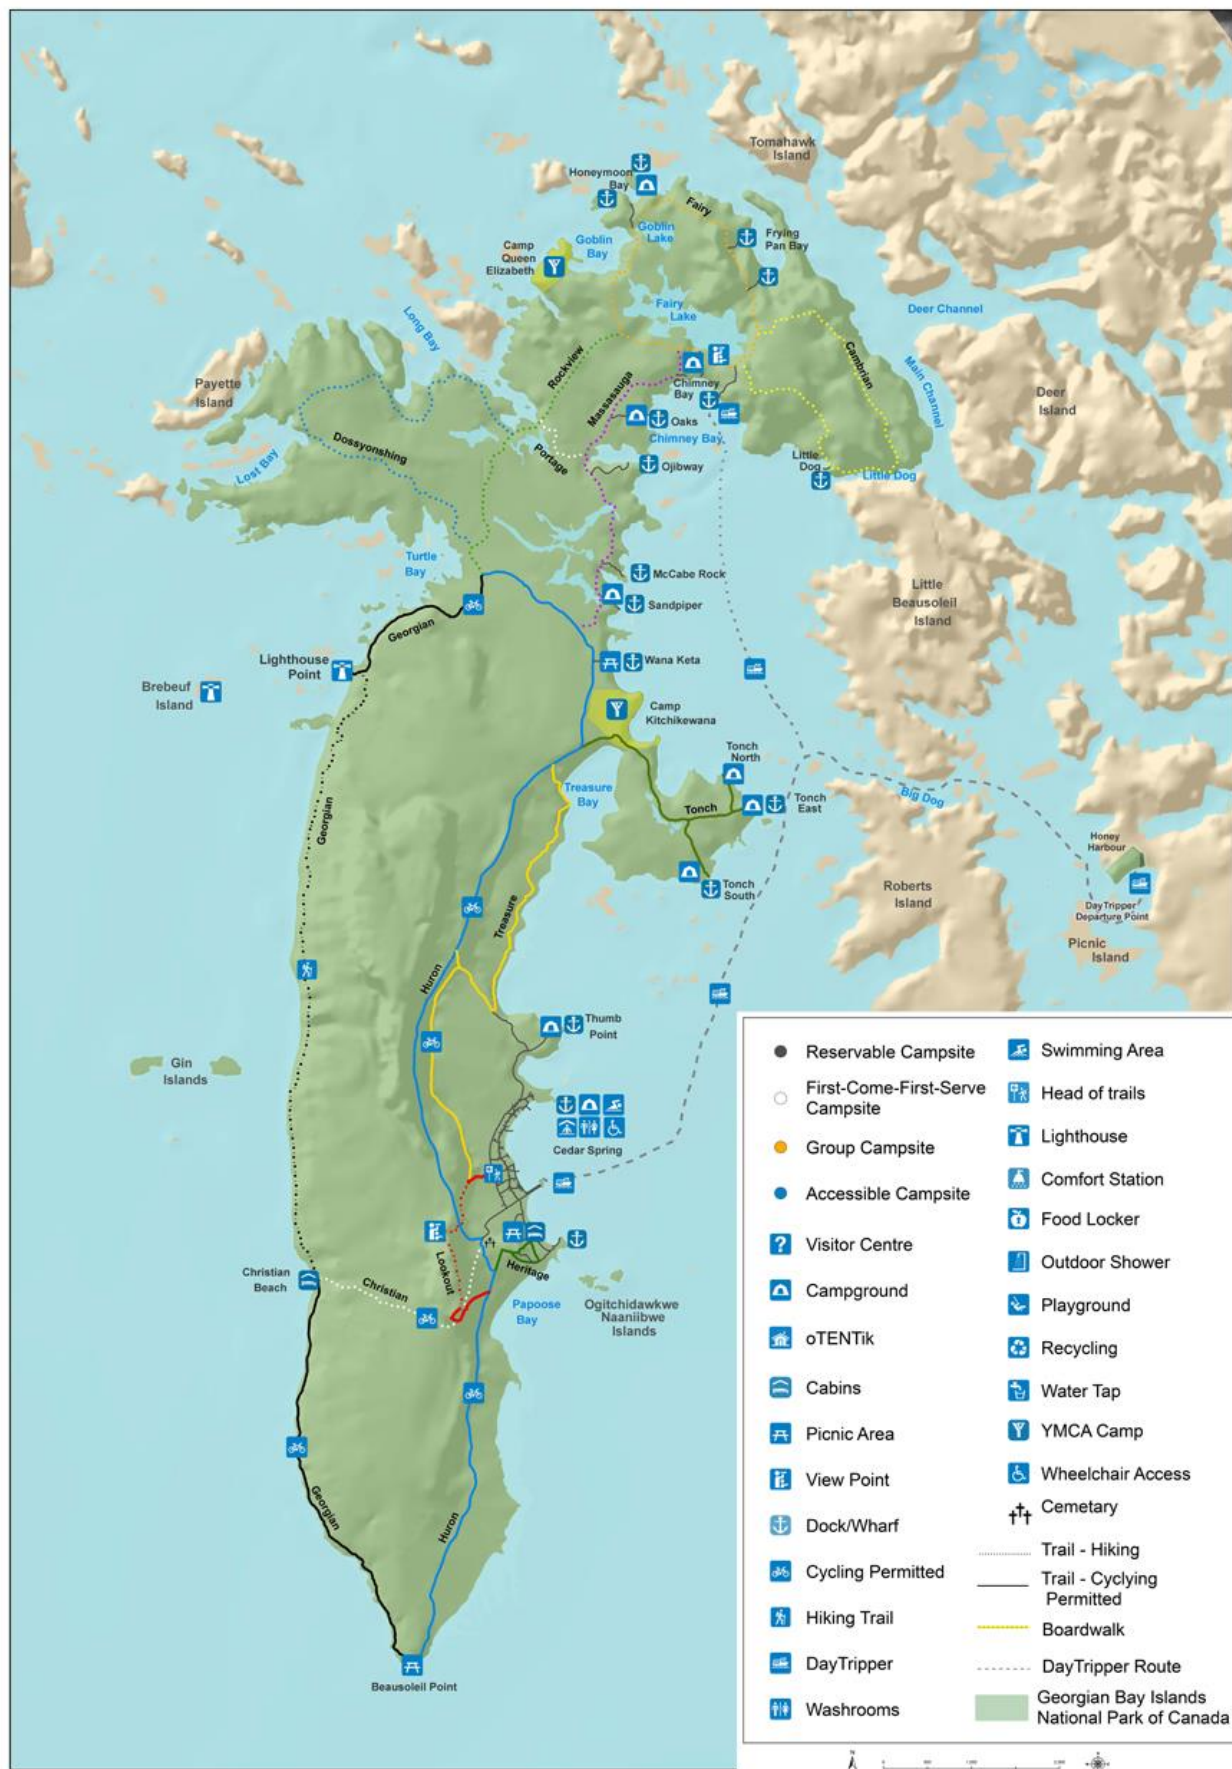 Tomahawk
Island
Honeymoon
Bay
Fairy
Goblin
Lake
Frying
Pan Bay
Goblin
Bay
Camp
Queen
Elizabeth
Fairy
Lake
Deer Channel
Long Bay
Rockview
Cambrian
Main Channel
Massasauga
Payette
Island
Chimney
Bay
Deer
Island
Oaks
Chimney Bay
Dossyonshing
Portage
Lost Bay
Ojibway
Little
Dog
Little Dog
Turtle
Bay
McCabe Rock
Little
Beausoleil
Island
Sandpiper
Georgian
Lighthouse
Point
Wana Keta
Brebeuf
Island
Camp
Kitchikewana
Tonch
North
Treasure
Bay
Tonch
Tonch
East
Big Dog
Georgian
Honey
Harbour
Roberts
Island
Tonch
South
DayTripper
Departure Point
Treasure
Picnic
Island
Huron
Thumb
Point
Gin
Islands
Cedar Spring
Christian
Beach
Christian
Lookout
Heritage
Papoose
Bay
Ogitchidawkwe
Naaniibwe
Islands
Georgian
Huron
Beausoleil Point
Reservable Campsite
First-Come-First-Serve
Campsite
Group Campsite
Accessible Campsite
? Visitor Centre
Campground
oTENTik
Cabins
Picnic Area
View Point
Dock/Wharf
Cycling Permitted
Hiking Trail
DayTripper
Washrooms
Swimming Area
Head of trails
Lighthouse
Comfort Station
Food Locker
Outdoor Shower
Playground
Recycling
Water Tap
YMCA Camp
Wheelchair Access
Cemetary
Trail - Hiking
Trail - Cyclying
Permitted
Boardwalk
DayTripper Route
Georgian Bay Islands
National Park of Canada
N